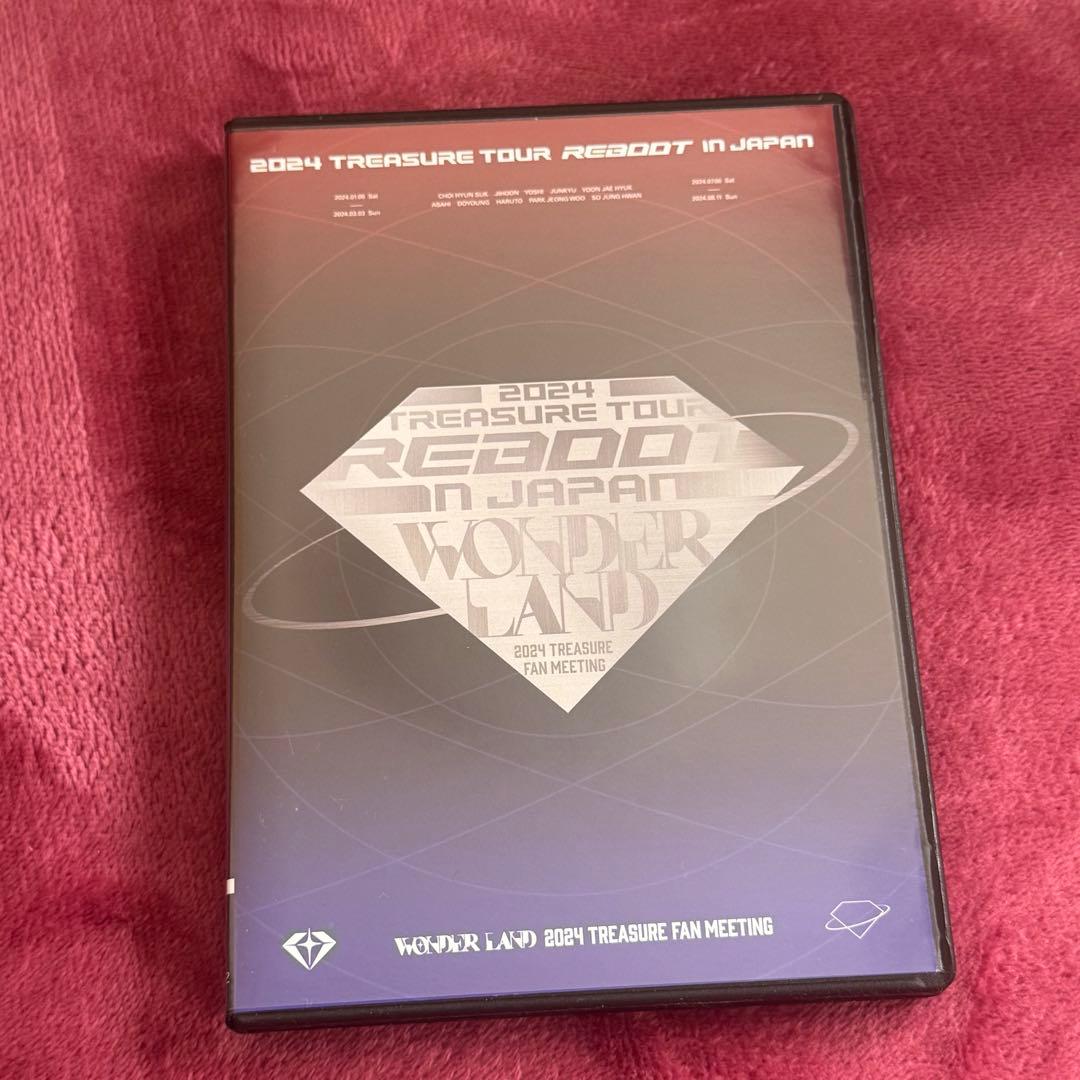 2024 TREASURE TOUR REBOOT IN JAPAN
2024.01.06 Sat
2024.03.03 Sun
CHOI HYUN SUK JIHOON YOSHI JUNKYU YOON JAE HYUK
ASAHI DOYOUNG HARUTO PARK JEONG WOO SO JUNG HWAN
2024.07.06 Sat
2024.08.11 Sun
2024
TREASURE TOUR
REBOOT
IN JAPAN
WONDER
LAND
2024 TREASURE
FAN MEETING
WONDER LAND 2024 TREASURE FAN MEETING